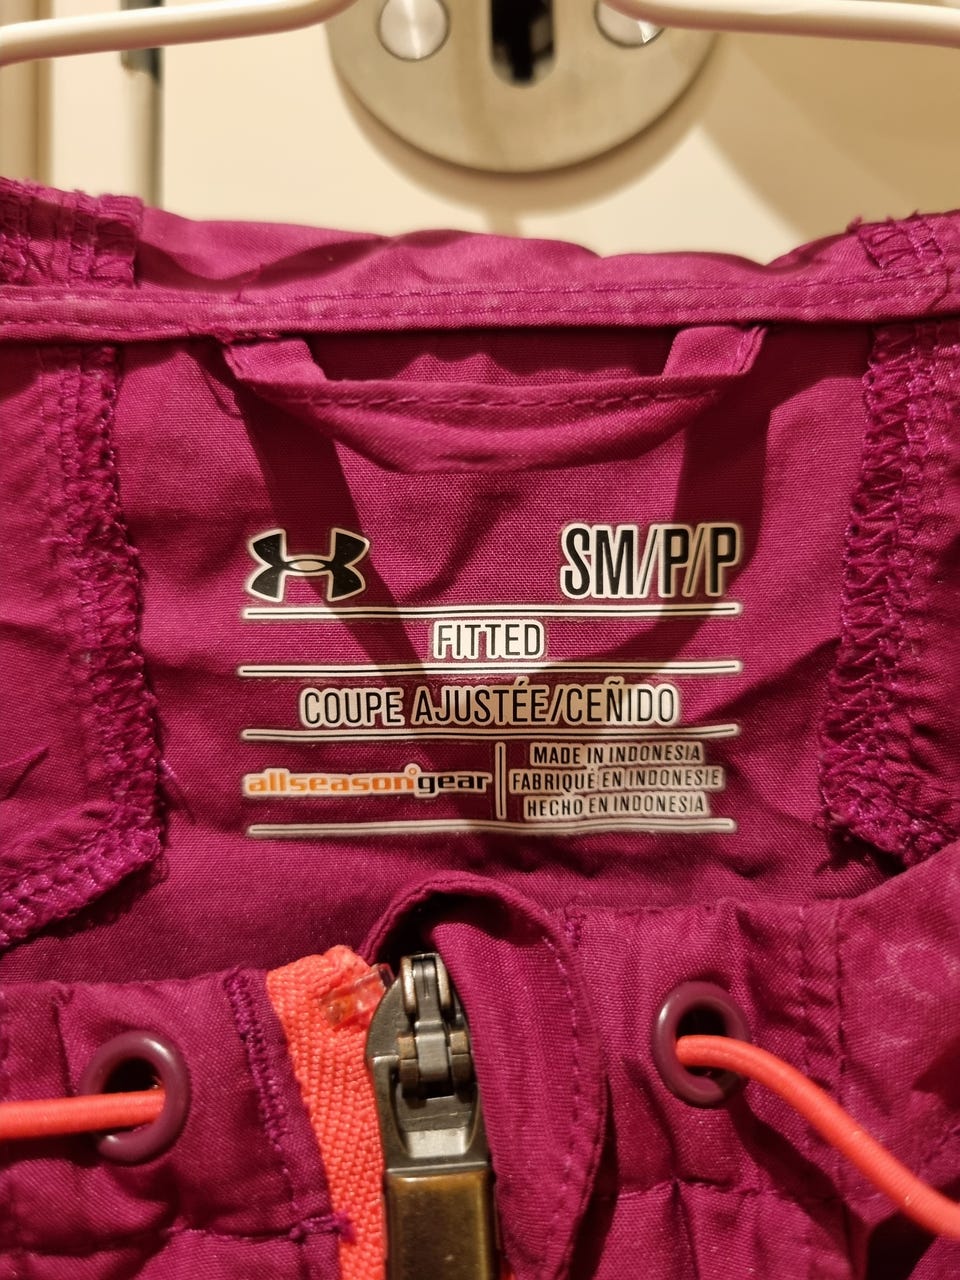 SM/P/P
FITTED
COUPE AJUSTÉE/CEÑIDO
allseasongear
MADE IN INDONESIA
FABRIQUÉ EN INDONESIE
HECHO EN INDONESIA